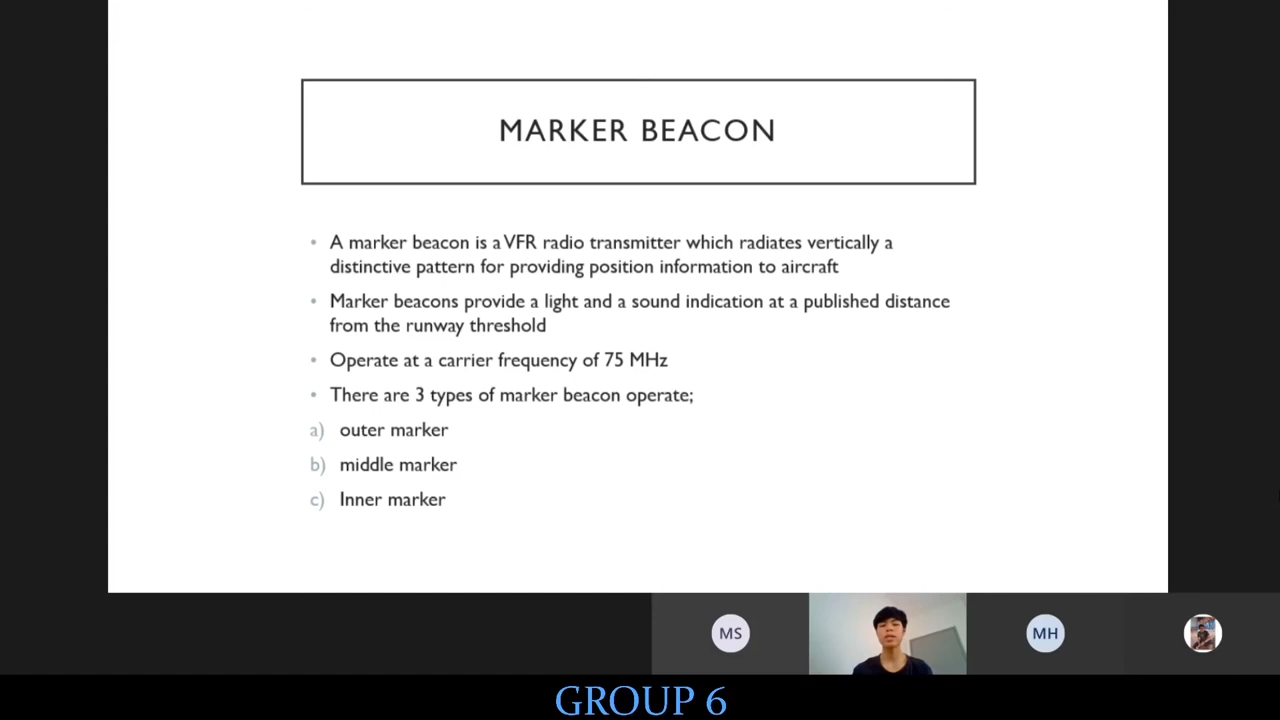 MARKER BEACON
• A marker beacon is a VFR radio transmitter which radiates vertically a
distinctive pattern for providing position information to aircraft
• Marker beacons provide a light and a sound indication at a published distance
from the runway threshold
• Operate at a carrier frequency of 75 MHz
• There are 3 types of marker beacon operate;
a) outer marker
b) middle marker
c) Inner marker
MS
MH
GROUP 6